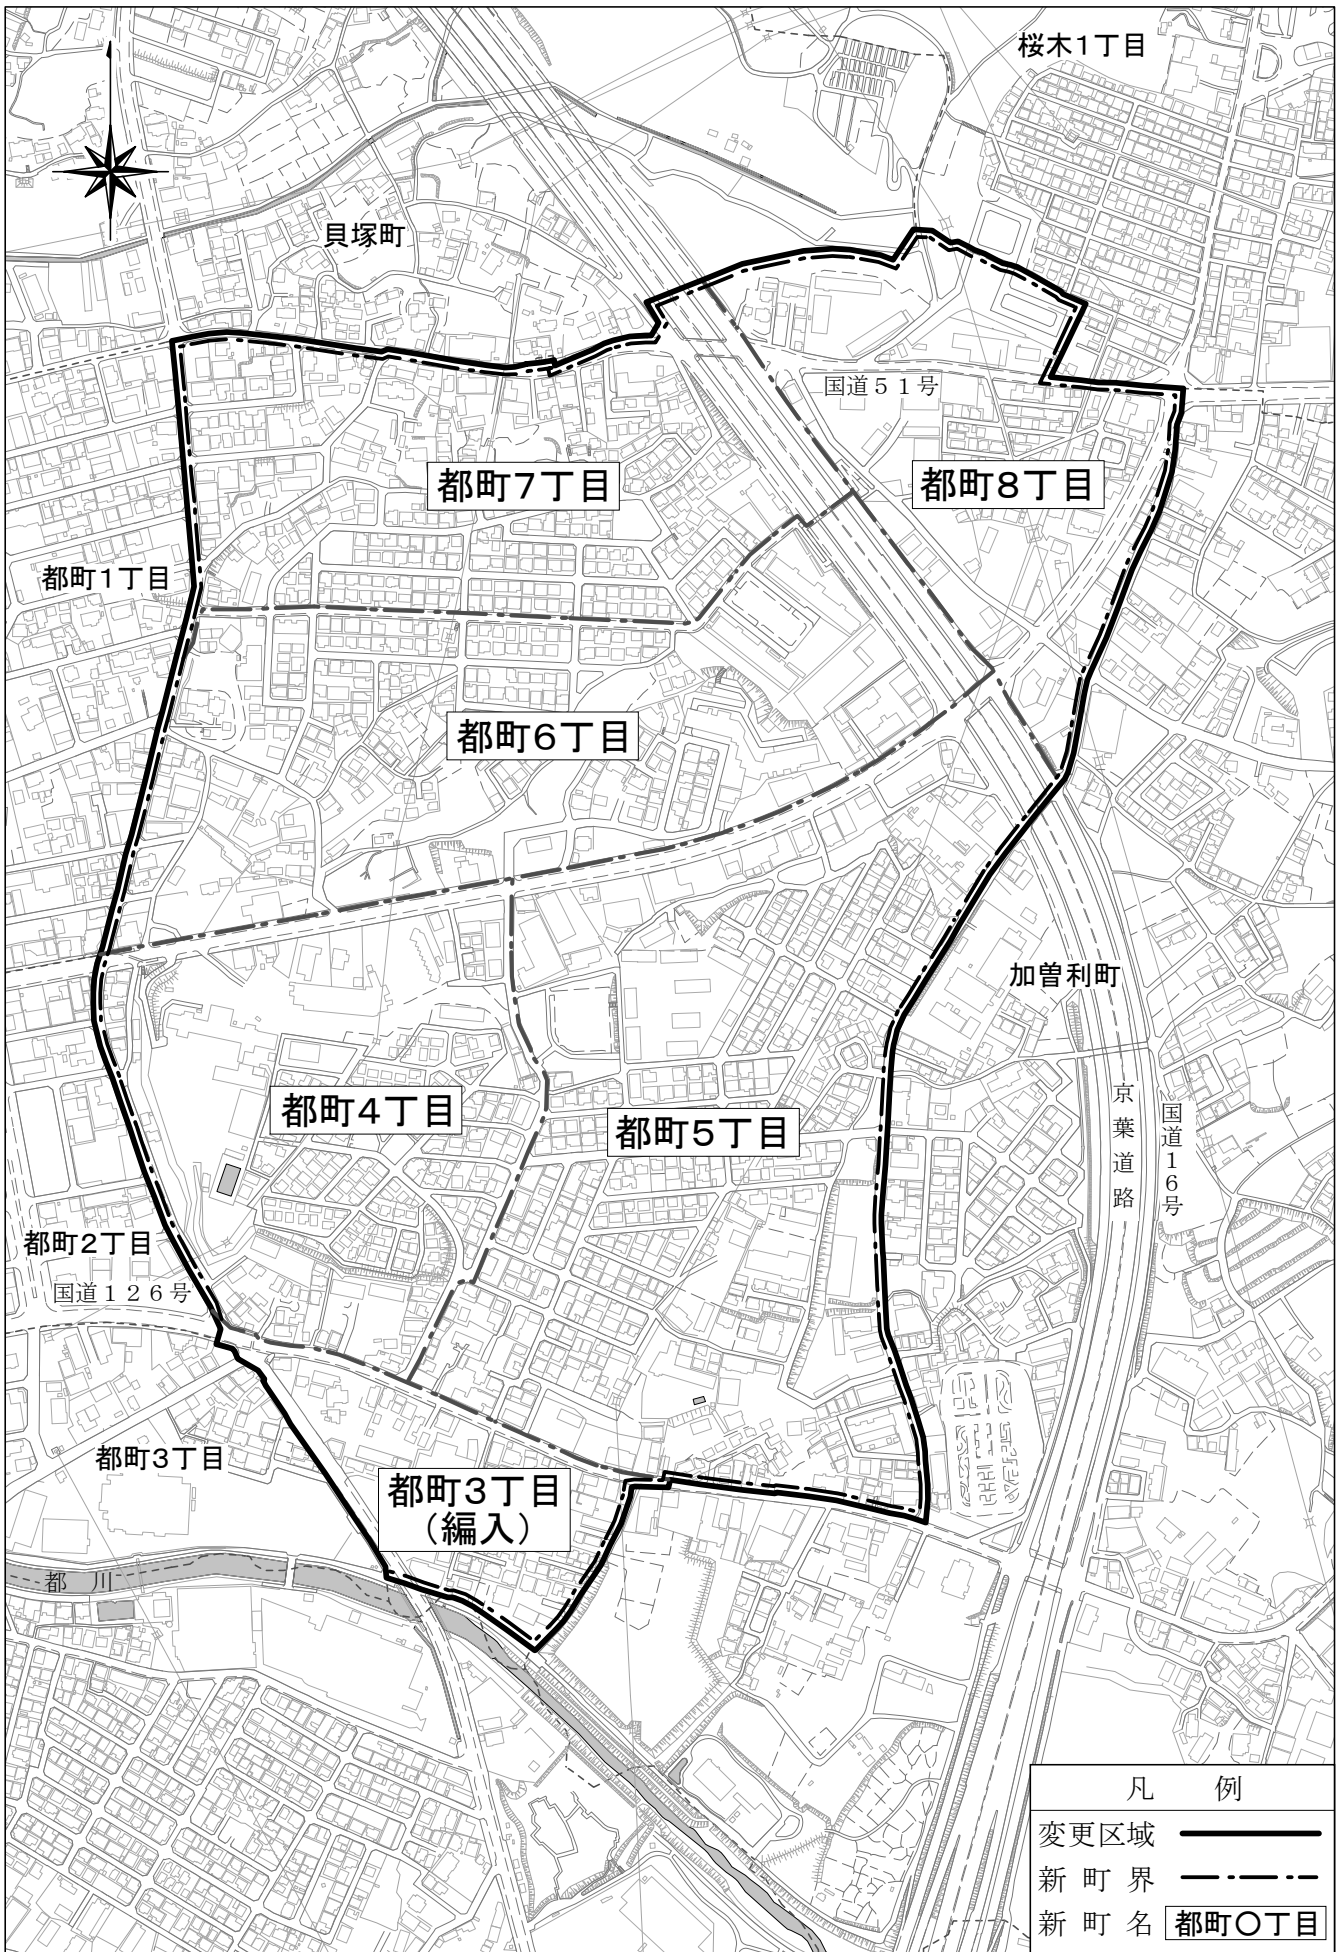 桜木1丁目
貝塚町
国道51号
都町7丁目
都町8丁目
都町1丁目
都町6丁目
加曽利町
都町4丁目
都町5丁目
京葉道路
国道16号
都町2丁目
国道126号
都町3丁目
都町3丁目
(編入)
都川
凡例
変更区域
新町界
新町名 都町○丁目